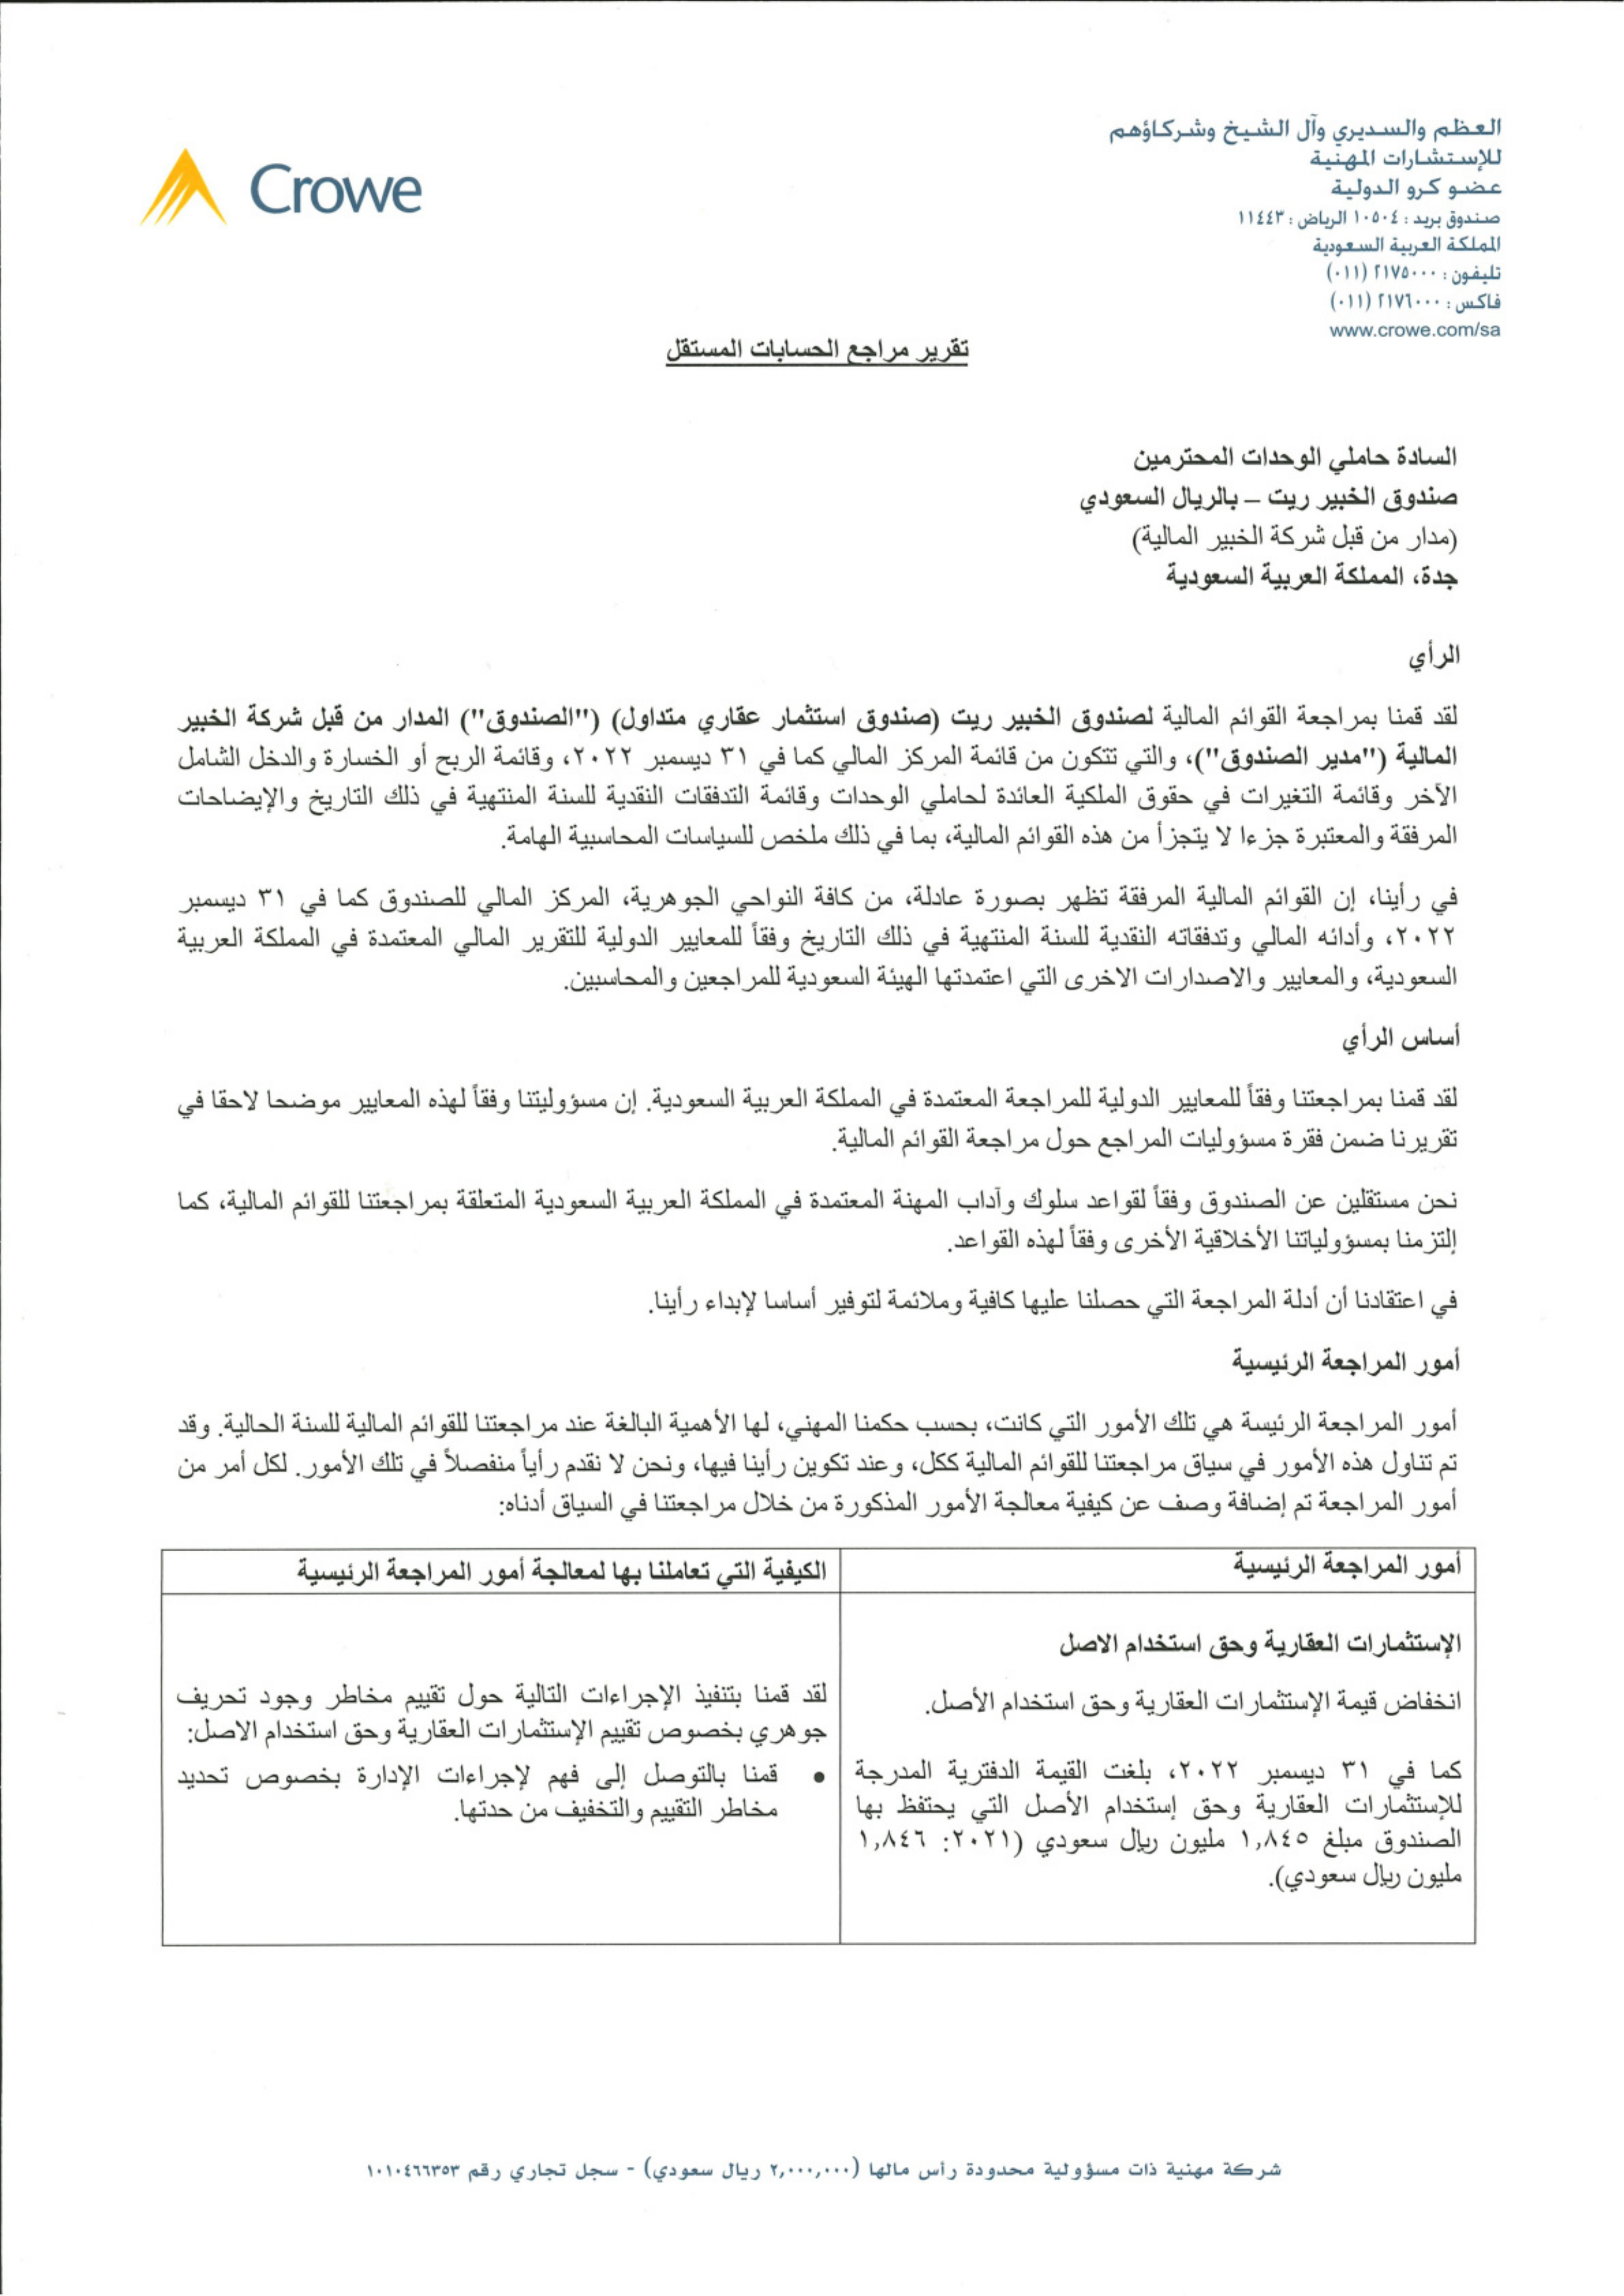 Crowe
العظم والسديري وآل الشيخ وشركاؤهم
للإستشارات المهنية
عضو كرو الدولية
صندوق بريد : ١٠٥٠٤ الرياض : ١١٤٤٣
المملكة العربية السعودية
تليفون : ٢١٧٥٠٠٠ (٠١١)
فاكس : ٢١٧٦٠٠٠ (٠١١)
www.crowe.com/sa
تقرير مراجع الحسابات المستقل
السادة حاملي الوحدات المحترمين
صندوق الخبير ريت – بالريال السعودي
(مدار من قبل شركة الخبير المالية)
جدة، المملكة العربية السعودية
الرأي
لقد قمنا بمراجعة القوائم المالية لصندوق الخبير ريت (صندوق استثمار عقاري متداول) ("الصندوق") المدار من قبل شركة الخبير
المالية ("مدير الصندوق")، والتي تتكون من قائمة المركز المالي كما في ٣١ ديسمبر ٢٠٢٢، وقائمة الربح أو الخسارة والدخل الشامل
الآخر وقائمة التغيرات في حقوق الملكية العائدة لحاملي الوحدات وقائمة التدفقات النقدية للسنة المنتهية في ذلك التاريخ والإيضاحات
المرفقة والمعتبرة جزءا لا يتجزأ من هذه القوائم المالية، بما في ذلك ملخص للسياسات المحاسبية الهامة.
في رأينا، إن القوائم المالية المرفقة تظهر بصورة عادلة، من كافة النواحي الجوهرية، المركز المالي للصندوق كما في ٣١ ديسمبر
٢٠٢٢، وأدائه المالي وتدفقاته النقدية للسنة المنتهية في ذلك التاريخ وفقاً للمعايير الدولية للتقرير المالي المعتمدة في المملكة العربية
السعودية، والمعايير والاصدارات الاخرى التي اعتمدتها الهيئة السعودية للمراجعين والمحاسبين.
أساس الرأي
لقد قمنا بمراجعتنا وفقاً للمعايير الدولية للمراجعة المعتمدة في المملكة العربية السعودية. إن مسؤوليتنا وفقاً لهذه المعايير موضحا لاحقا في
تقريرنا ضمن فقرة مسؤوليات المراجع حول مراجعة القوائم المالية.
نحن مستقلين عن الصندوق وفقاً لقواعد سلوك وآداب المهنة المعتمدة في المملكة العربية السعودية المتعلقة بمراجعتنا للقوائم المالية، كما
إلتزمنا بمسؤولياتنا الأخلاقية الأخرى وفقاً لهذه القواعد.
في اعتقادنا أن أدلة المراجعة التي حصلنا عليها كافية وملائمة لتوفير أساسا لإبداء رأينا.
أمور المراجعة الرئيسية
أمور المراجعة الرئيسة هي تلك الأمور التي كانت، بحسب حكمنا المهني، لها الأهمية البالغة عند مراجعتنا للقوائم المالية للسنة الحالية. وقد
تم تناول هذه الأمور في سياق مراجعتنا للقوائم المالية ككل، وعند تكوين رأينا فيها، ونحن لا نقدم رأياً منفصلاً في تلك الأمور. لكل أمر من
أمور المراجعة تم إضافة وصف عن كيفية معالجة الأمور المذكورة من خلال مراجعتنا في السياق أدناه:
أمور المراجعة الرئيسية
الإستثمارات العقارية وحق استخدام الاصل
انخفاض قيمة الإستثمارات العقارية وحق استخدام الأصل.
كما في ٣١ ديسمبر ٢٠٢٢، بلغت القيمة الدفترية المدرجة
للإستثمارات العقارية وحق إستخدام الأصل التي يحتفظ بها
الصندوق مبلغ ١,٨٤٥ مليون ريال سعودي (٢٠٢١: ١,٨٤٦
مليون ريال سعودي).
الكيفية التي تعاملنا بها لمعالجة أمور المراجعة الرئيسية
لقد قمنا بتنفيذ الإجراءات التالية حول تقييم مخاطر وجود تحريف
جوهري بخصوص تقييم الإستثمارات العقارية وحق استخدام الاصل:
• قمنا بالتوصل إلى فهم لإجراءات الإدارة بخصوص تحديد
مخاطر التقييم والتخفيف من حدتها.
شركة مهنية ذات مسؤولية محدودة رأس مالها (٢,٠٠٠,٠٠٠ ريال سعودي) - سجل تجاري رقم ١٠١٠٤٦٦٣٥٣